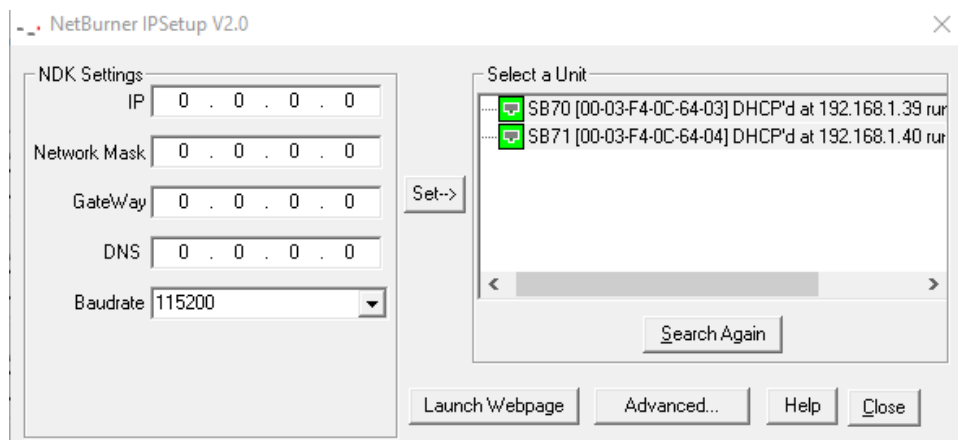 NetBurner IPSetup V2.0
NDK Settings
IP 0 . 0 . 0 . 0
Network Mask 0 . 0 . 0 . 0
GateWay 0 . 0 . 0 . 0
DNS 0 . 0 . 0 . 0
Baudrate 115200
Set-->
Select a Unit
SB70 [00-03-F4-0C-64-03] DHCP'd at 192.168.1.39 rur
SB71 [00-03-F4-0C-64-04] DHCP'd at 192.168.1.40 rur
Search Again
Launch Webpage
Advanced...
Help
Close